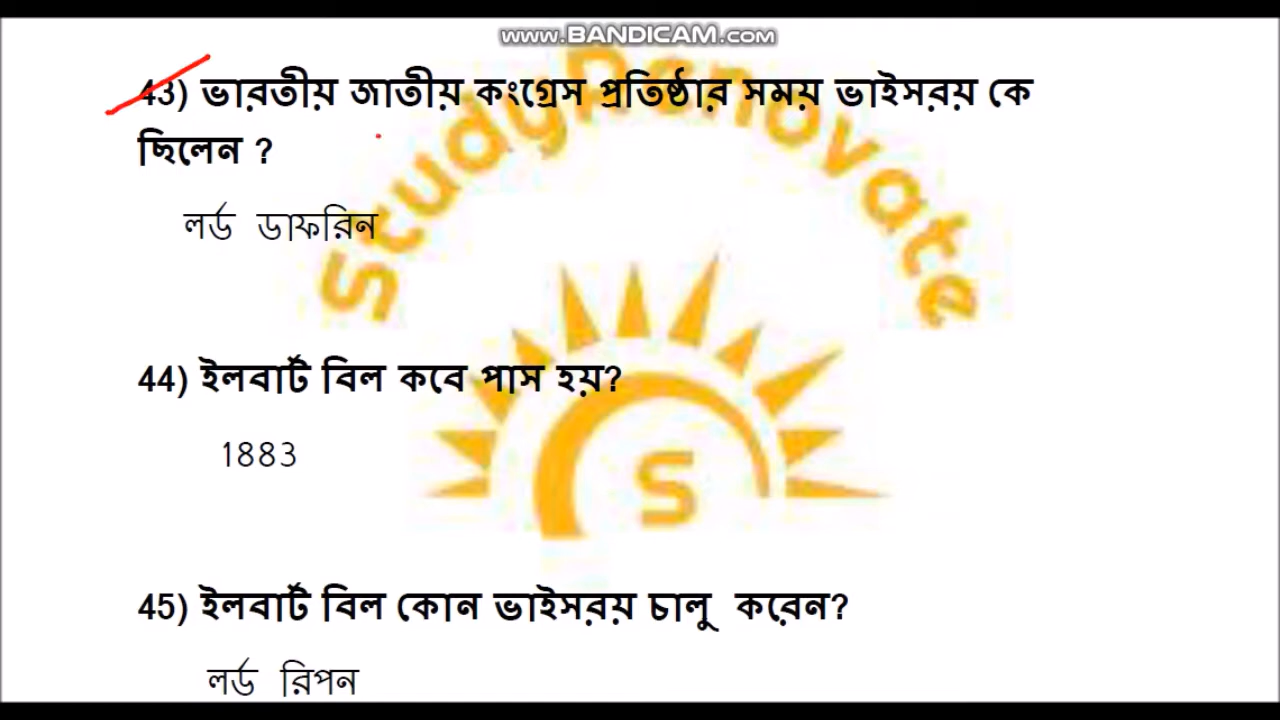 www.BANDICAM.com
43) ভারতীয় জাতীয় কংগ্রেস প্রতিষ্ঠার সময় ভাইসরয় কে
ছিলেন ?
লর্ড ডাফরিন
StudyRenovate
44) ইলবার্ট বিল কবে পাস হয়?
1883
S
45) ইলবার্ট বিল কোন ভাইসরয় চালু করেন?
লর্ড রিপন